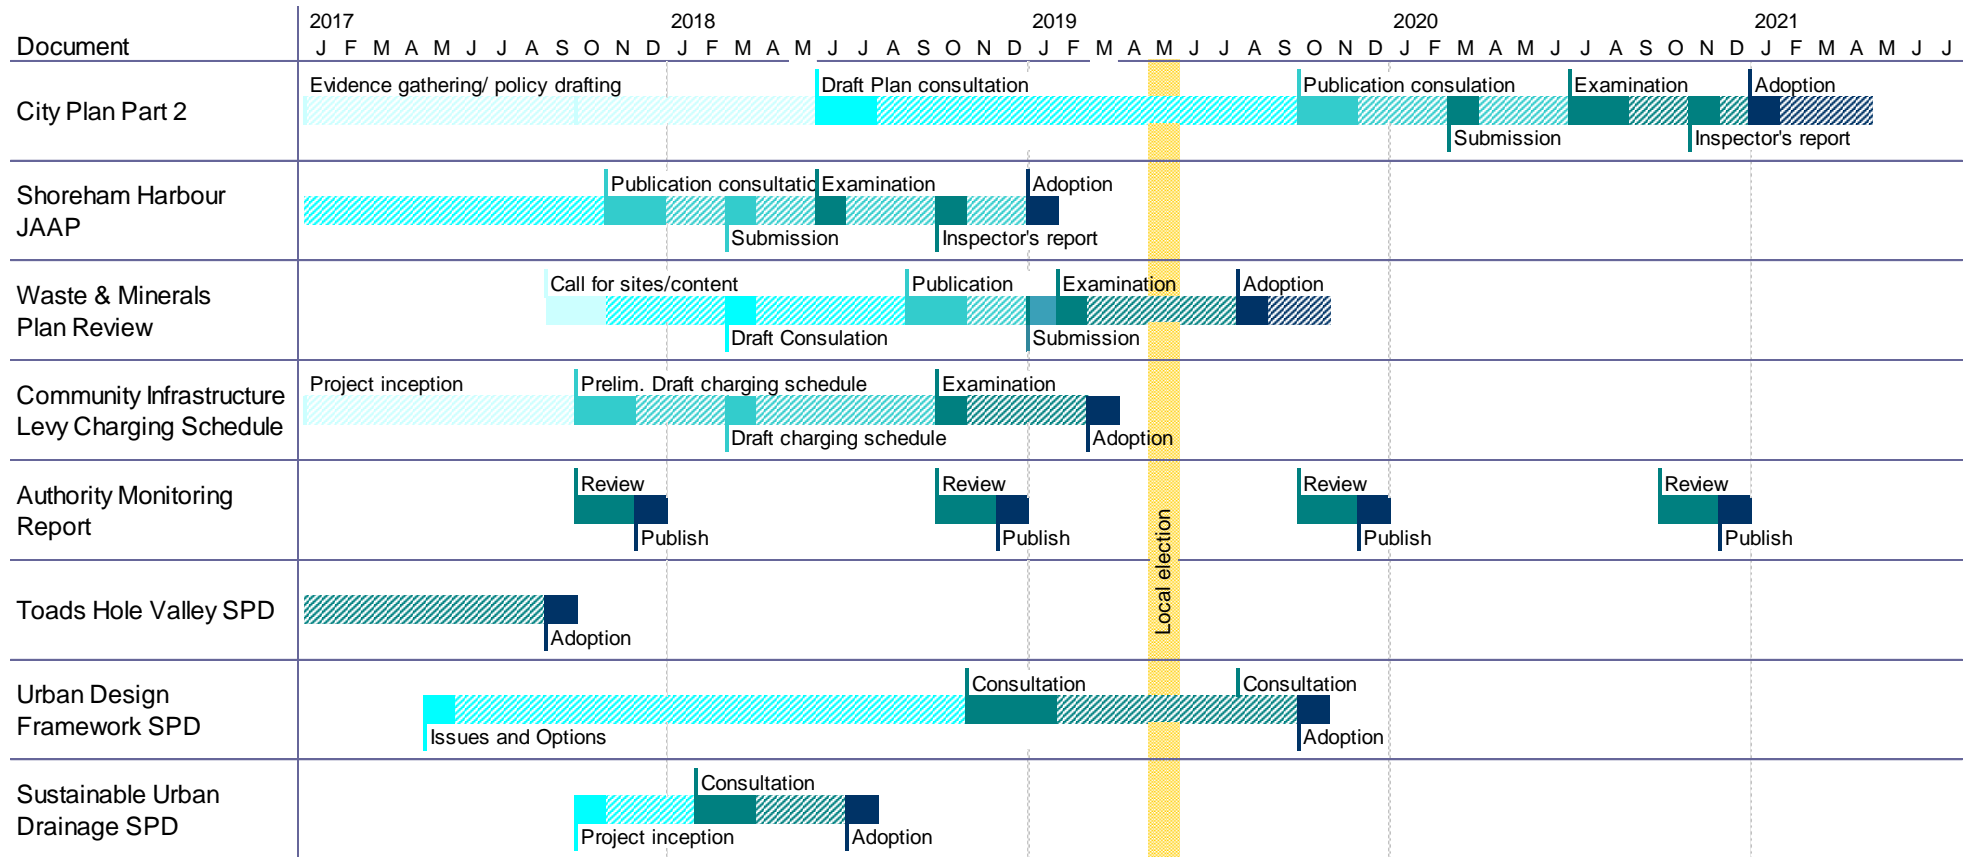 2017 2018 2019 2020 2021
Document J F M A M J J A S O N D J F M A M J J A S O N D J F M A M J J A S O N D J F M A M J J A S O N D J F M A M J J
Evidence gathering/ policy drafting Draft Plan consultation Publication consulation Examination Adoption
City Plan Part 2
Submission Inspector's report
Publication consultatio Examination Adoption
Shoreham Harbour
JAAP
Submission Inspector's report
Call for sites/content Publication Examination Adoption
Waste & Minerals
Plan Review
Draft Consulation Submission
Project inception Prelim. Draft charging schedule Examination
Community Infrastructure
Levy Charging Schedule
Draft charging schedule Adoption
Review Review Review Review
Authority Monitoring
Report
Publish Publish Publish Publish
Local election
Toads Hole Valley SPD
Adoption
Consultation Consultation
Urban Design
Framework SPD
Issues and Options Adoption
Consultation
Sustainable Urban
Drainage SPD
Project inception Adoption